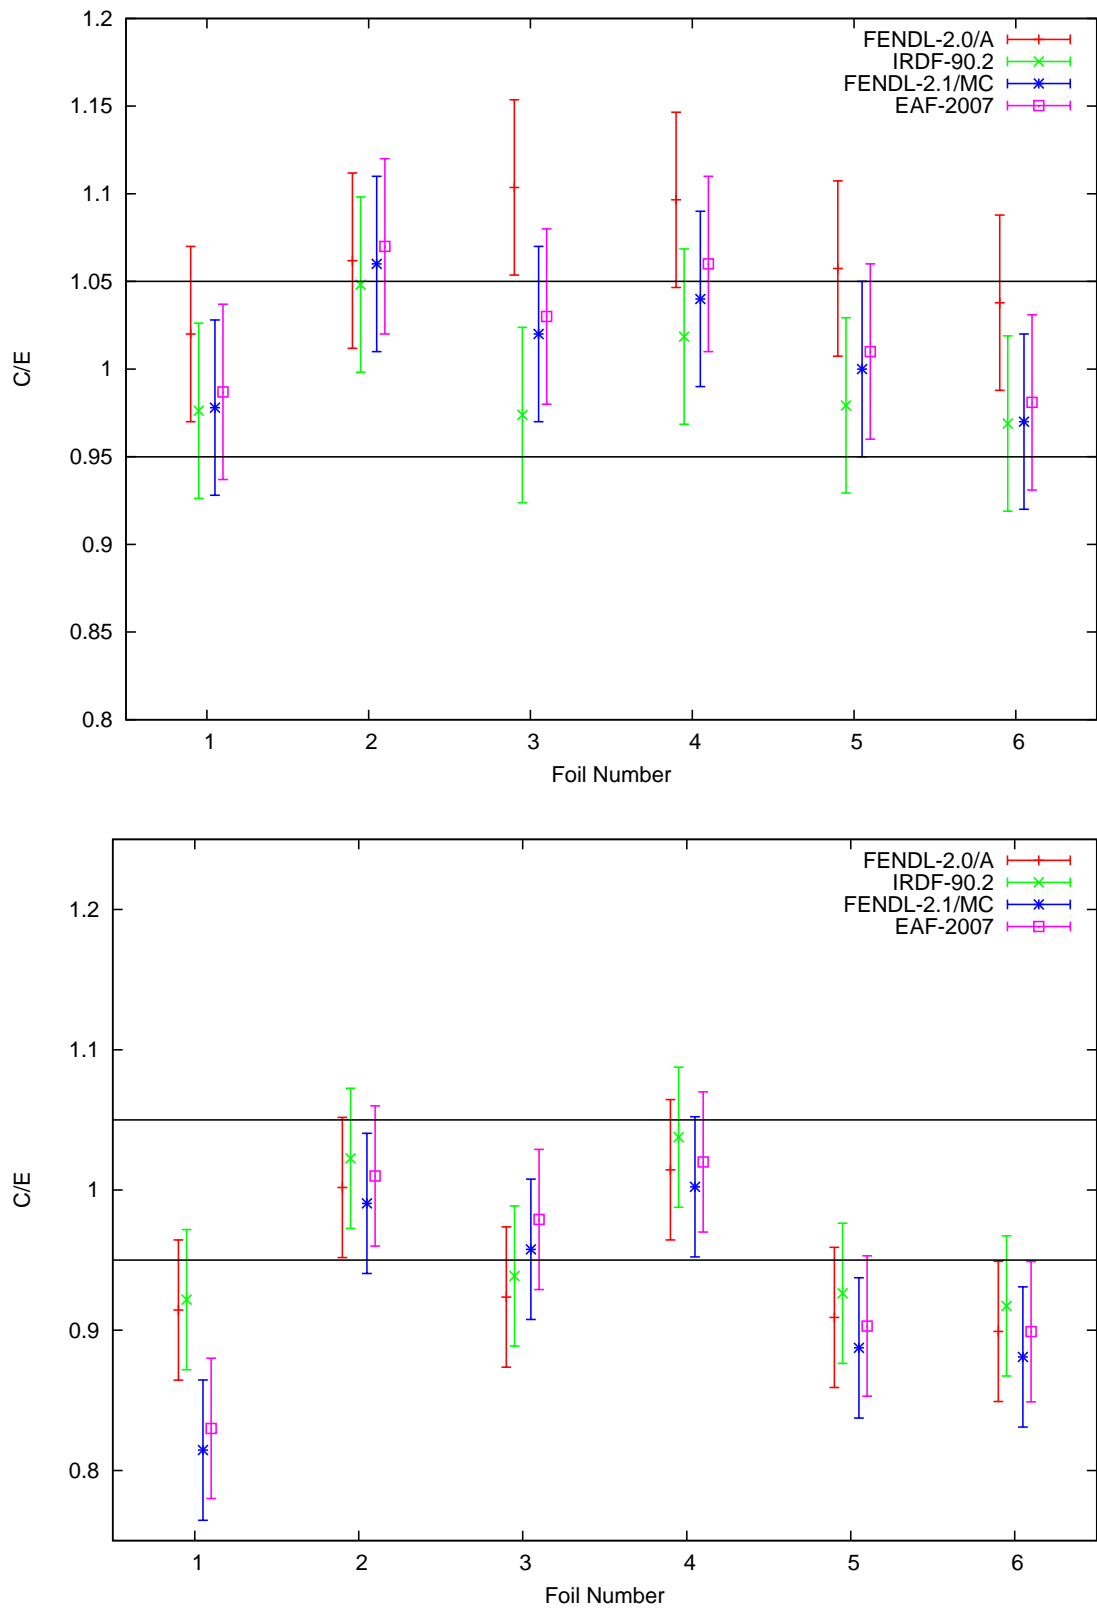 1.2
1.15
1.1
1.05
1
0.95
0.9
0.85
0.8
C/E
FENDL-2.0/A
IRDF-90.2
FENDL-2.1/MC
EAF-2007
1 2 3 4 5 6
Foil Number
1.2
1.1
1
0.9
0.8
C/E
FENDL-2.0/A
IRDF-90.2
FENDL-2.1/MC
EAF-2007
1 2 3 4 5 6
Foil Number